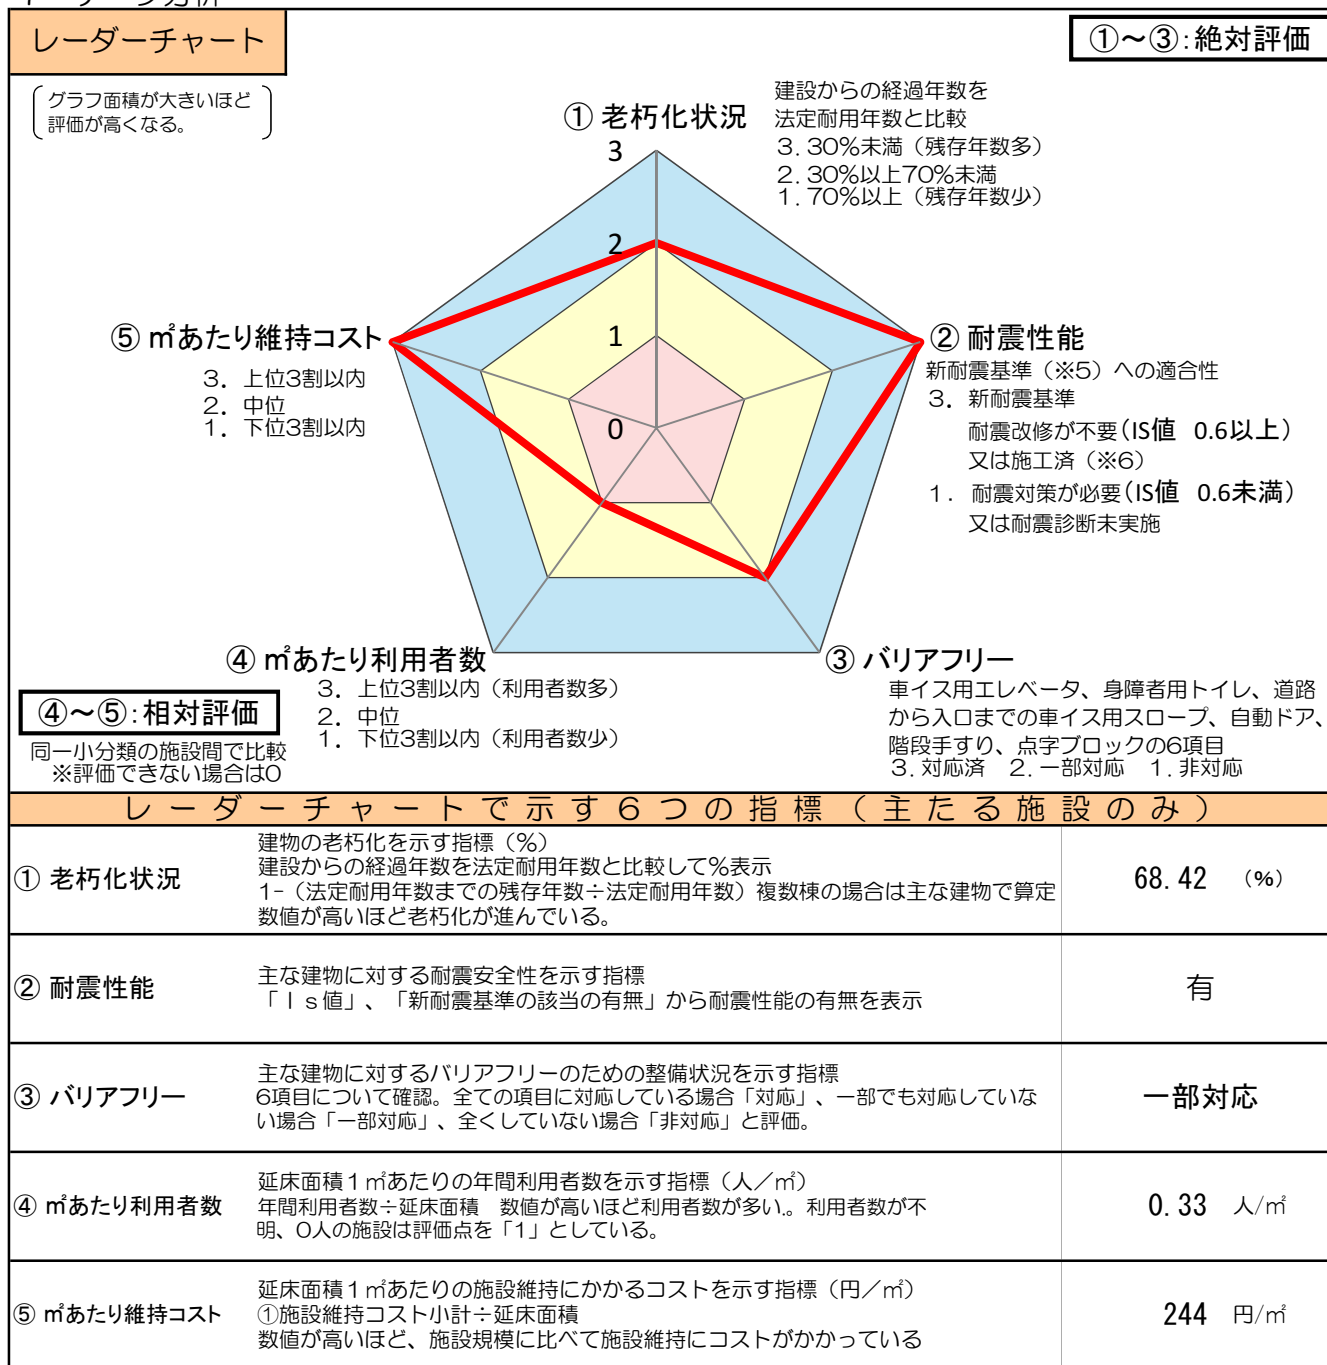 レーダーチャート
①～③：絶対評価
グラフ面積が大きいほど
評価が高くなる。
① 老朽化状況
建設からの経過年数を
法定耐用年数と比較
3．30％未満（残存年数多）
2．30％以上70％未満
1．70％以上（残存年数少）
3
2
1
0
⑤ ㎡あたり維持コスト
3． 上位3割以内
2． 中位
1． 下位3割以内
② 耐震性能
新耐震基準（※5）への適合性
3． 新耐震基準
耐震改修が不要（IS値 0.6以上）
又は施工済（※6）
1． 耐震対策が必要（IS値 0.6未満）
又は耐震診断未実施
④ ㎡あたり利用者数
3． 上位3割以内（利用者数多）
2． 中位
1． 下位3割以内（利用者数少）
③ バリアフリー
車イス用エレベータ、身障者用トイレ、道路
から入口までの車イス用スロープ、自動ドア、
階段手すり、点字ブロックの6項目
3．対応済 2．一部対応 1．非対応
④～⑤：相対評価
同一小分類の施設間で比較
※評価できない場合は0
レーダーチャートで示す６つの指標（主たる施設のみ）
① 老朽化状況
建物の老朽化を示す指標（％）
建設からの経過年数を法定耐用年数と比較して％表示
1-（法定耐用年数までの残存年数÷法定耐用年数）複数棟の場合は主な建物で算定
数値が高いほど老朽化が進んでいる。
68.42 （%）
② 耐震性能
主な建物に対する耐震安全性を示す指標
「Ｉｓ値」、「新耐震基準の該当の有無」から耐震性能の有無を表示
有
③ バリアフリー
主な建物に対するバリアフリーのための整備状況を示す指標
6項目について確認。全ての項目に対応している場合「対応」、一部でも対応していな
い場合「一部対応」、全くしていない場合「非対応」と評価。
一部対応
④ ㎡あたり利用者数
延床面積１㎡あたりの年間利用者数を示す指標（人／㎡）
年間利用者数÷延床面積 数値が高いほど利用者数が多い。利用者数が不
明、0人の施設は評価点を「1」としている。
0.33 人/㎡
⑤ ㎡あたり維持コスト
延床面積１㎡あたりの施設維持にかかるコストを示す指標（円／㎡）
①施設維持コスト小計÷延床面積
数値が高いほど、施設規模に比べて施設維持にコストがかかっている
244 円/㎡